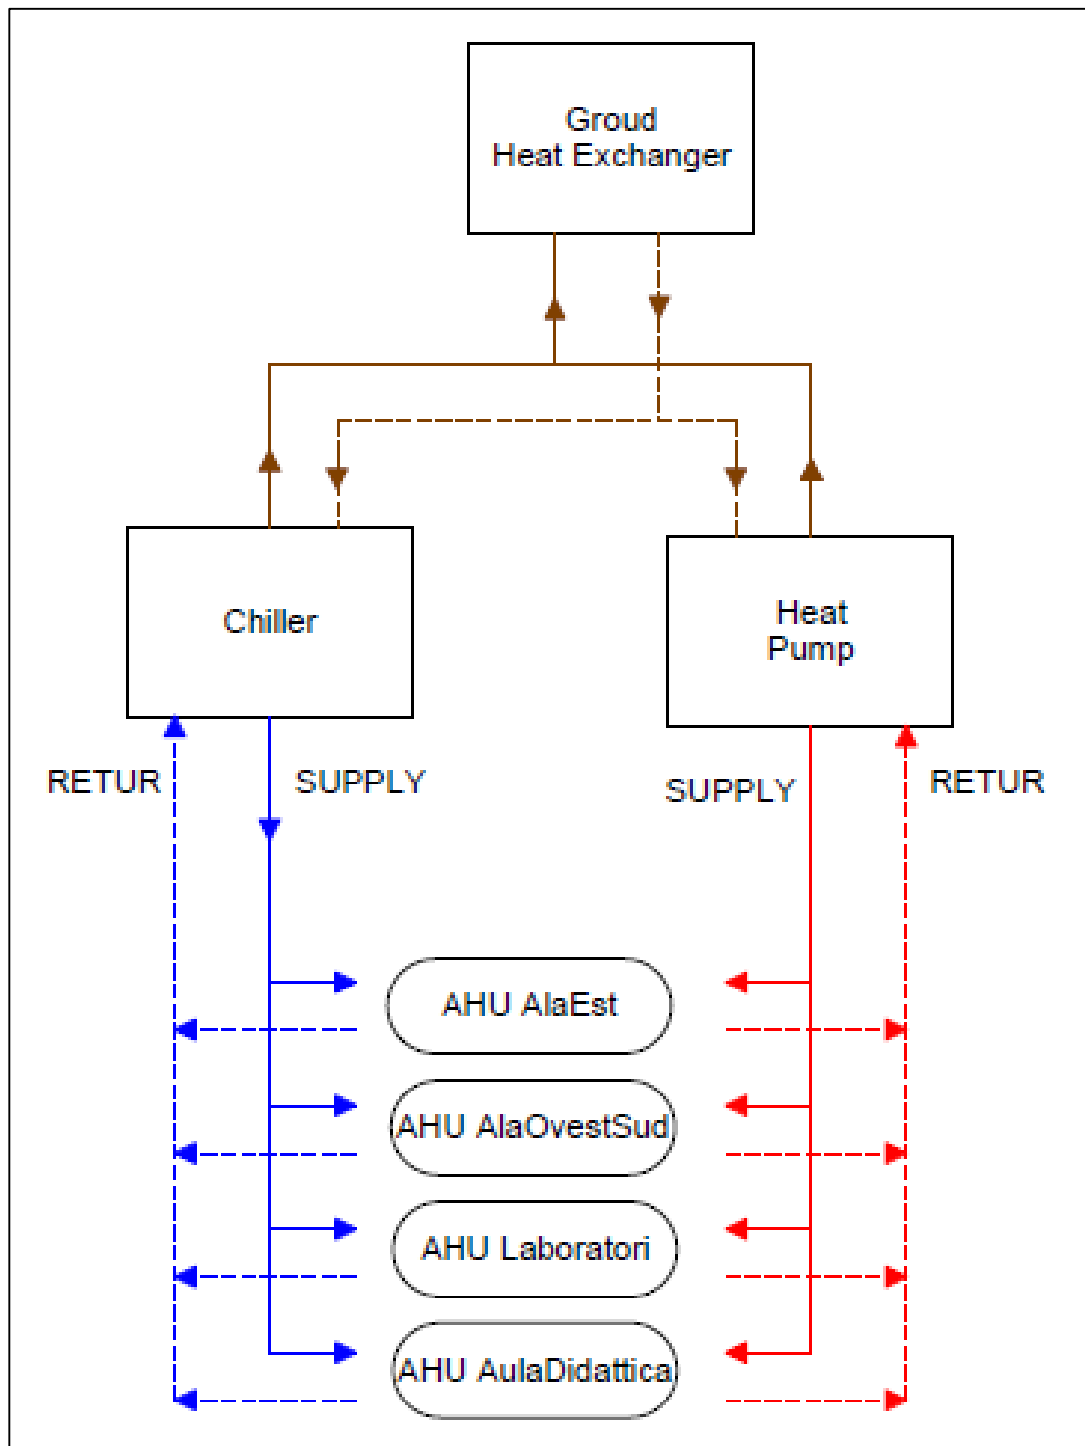 Groud
Heat Exchanger
Chiller
Heat
Pump
RETUR
SUPPLY
SUPPLY
RETUR
AHU AlaEst
AHU AlaOvestSud
AHU Laboratori
AHU AulaDidattica